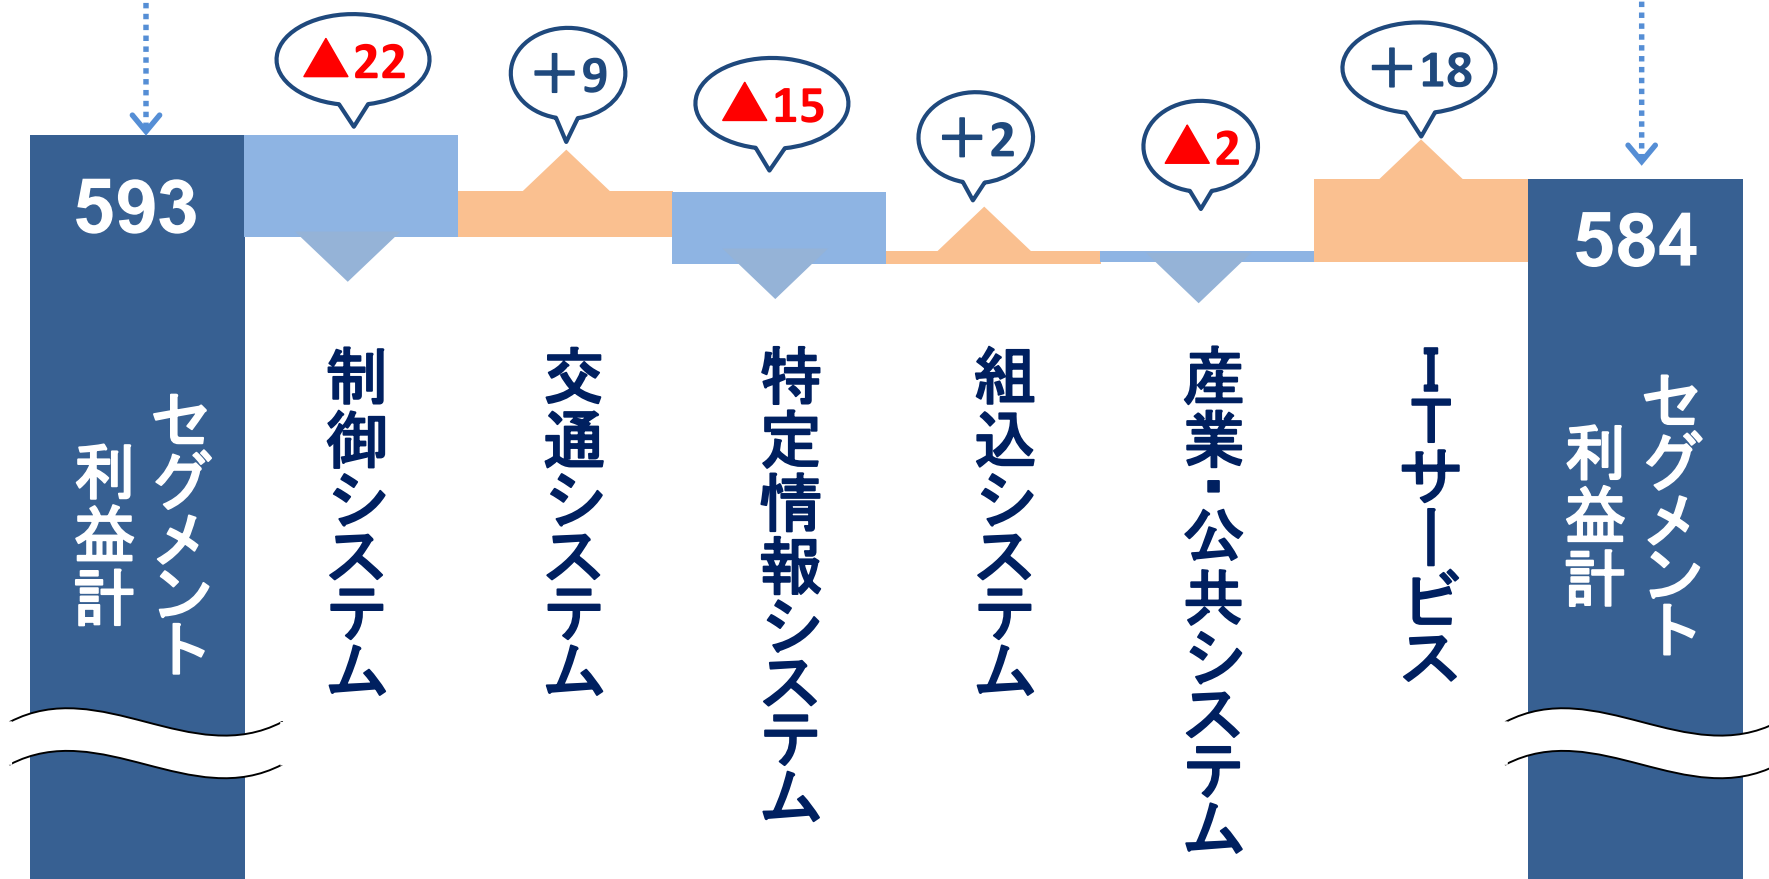 ▲22
＋9
▲15
＋2
▲2
＋18
593
セグメント
利益計
制御システム
交通システム
特定情報システム
組込システム
産業・公共システム
ITサービス
584
セグメント
利益計